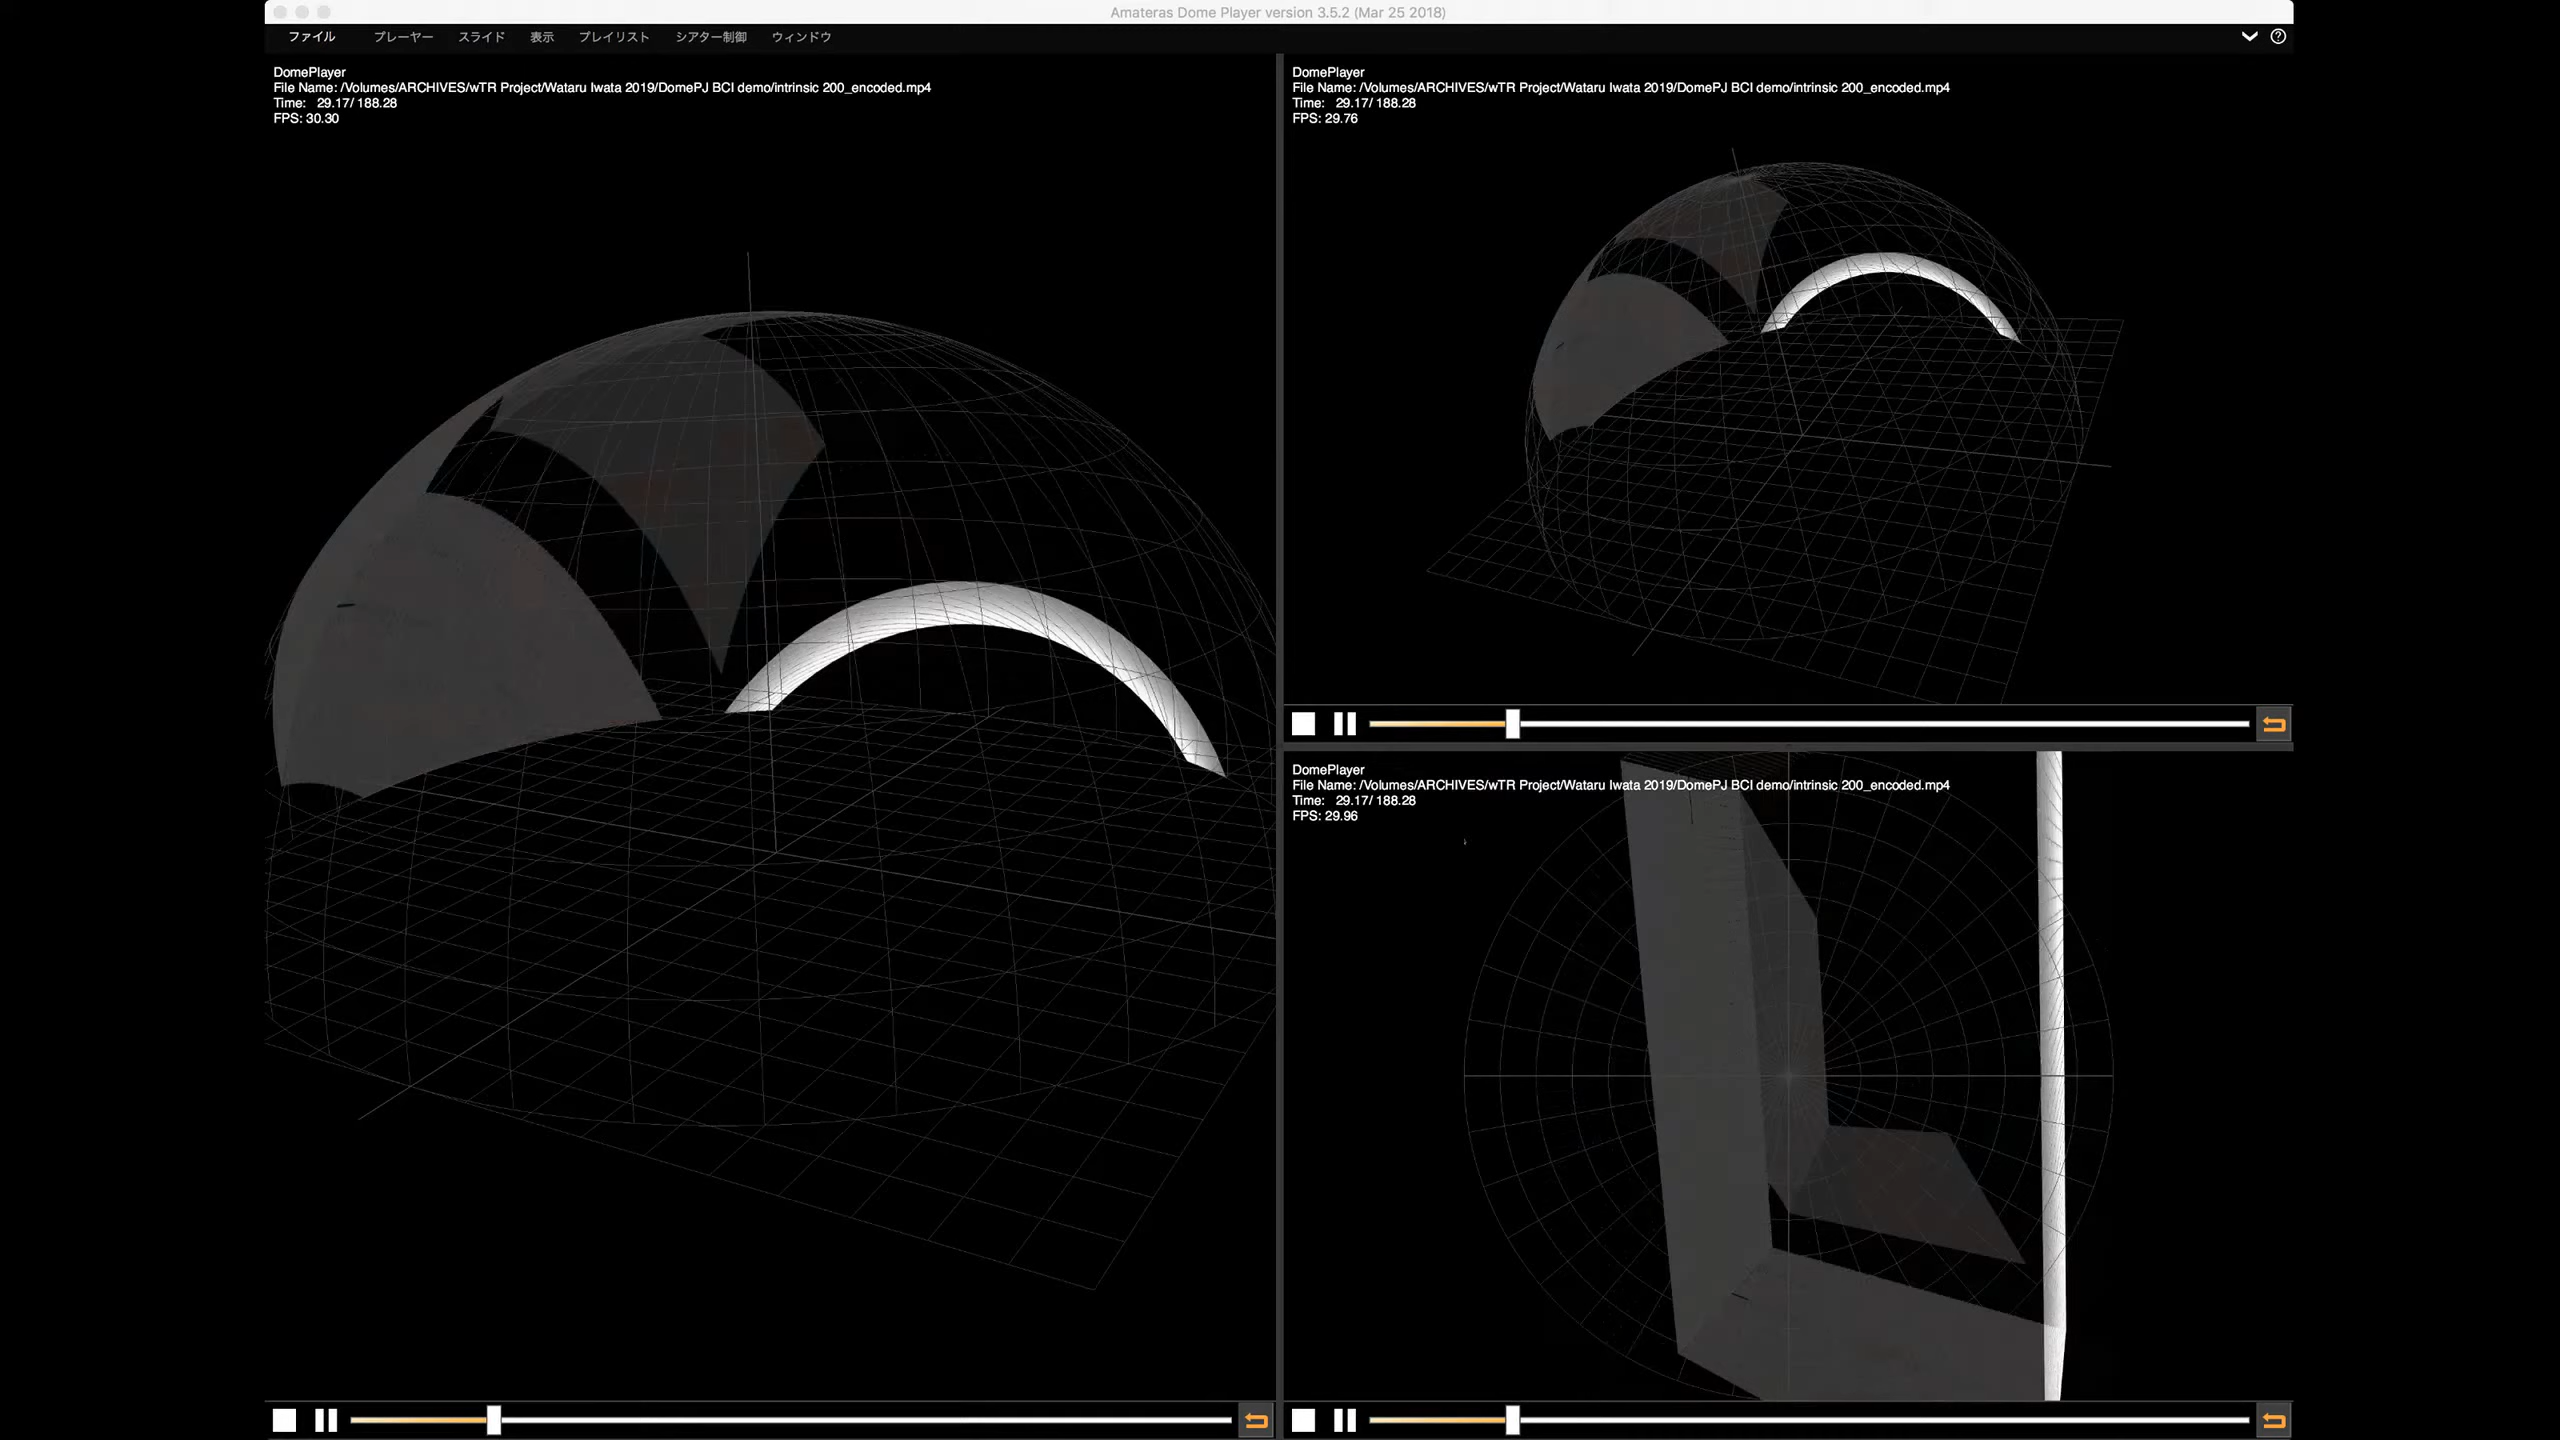 Amateras Dome Player version 3.5.2 (Mar 25 2018)
ファイル プレーヤー スライド 表示 プレイリスト シアター制御 ウィンドウ
DomePlayer
File Name: /Volumes/ARCHIVES/wTR Project/Wataru Iwata 2019/DomePJ BCI demo/intrinsic 200_encoded.mp4
Time: 29.17/ 188.28
FPS: 30.30
DomePlayer
File Name: /Volumes/ARCHIVES/wTR Project/Wataru Iwata 2019/DomePJ BCI demo/intrinsic 200_encoded.mp4
Time: 29.17/ 188.28
FPS: 29.76
DomePlayer
File Name: /Volumes/ARCHIVES/wTR Project/Wataru Iwata 2019/DomePJ BCI demo/intrinsic 200_encoded.mp4
Time: 29.17/ 188.28
FPS: 29.96